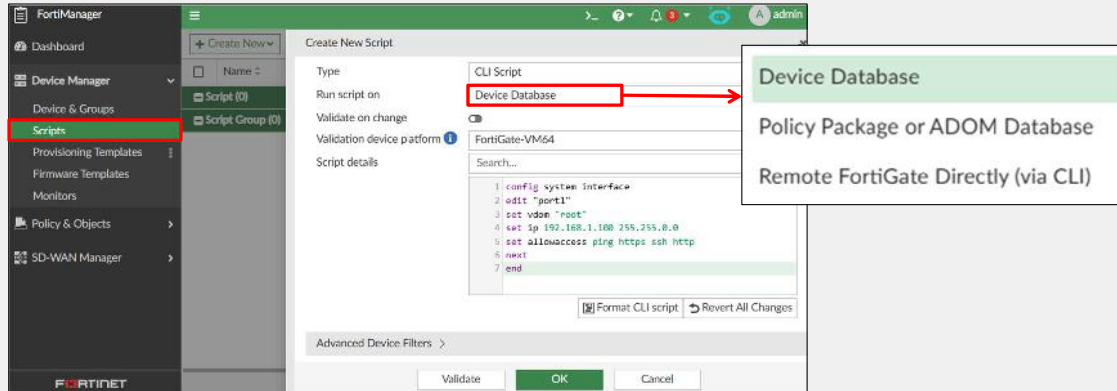 FortiManager
Dashboard
Device Manager
Device & Groups
Scripts
Provisioning Templates
Firmware Templates
Monitors
Policy & Objects
SD-WAN Manager
FORTINET
3
A admin
+ Create New
Name
Script (0)
Script Group (0)
Create New Script
Type CLI Script
Run script on Device Database
Validate on change
Validation device platform FortiGate-VM64
Script details Search...
1 config system interface
2 edit "port1"
3 set vdom "root"
4 set ip 192.168.1.100 255.255.0.0
5 set allowaccess ping https ssh http
6 next
7 end
Format CLI script Revert All Changes
Advanced Device Filters >
Validate OK Cancel
Device Database
Policy Package or ADOM Database
Remote FortiGate Directly (via CLI)